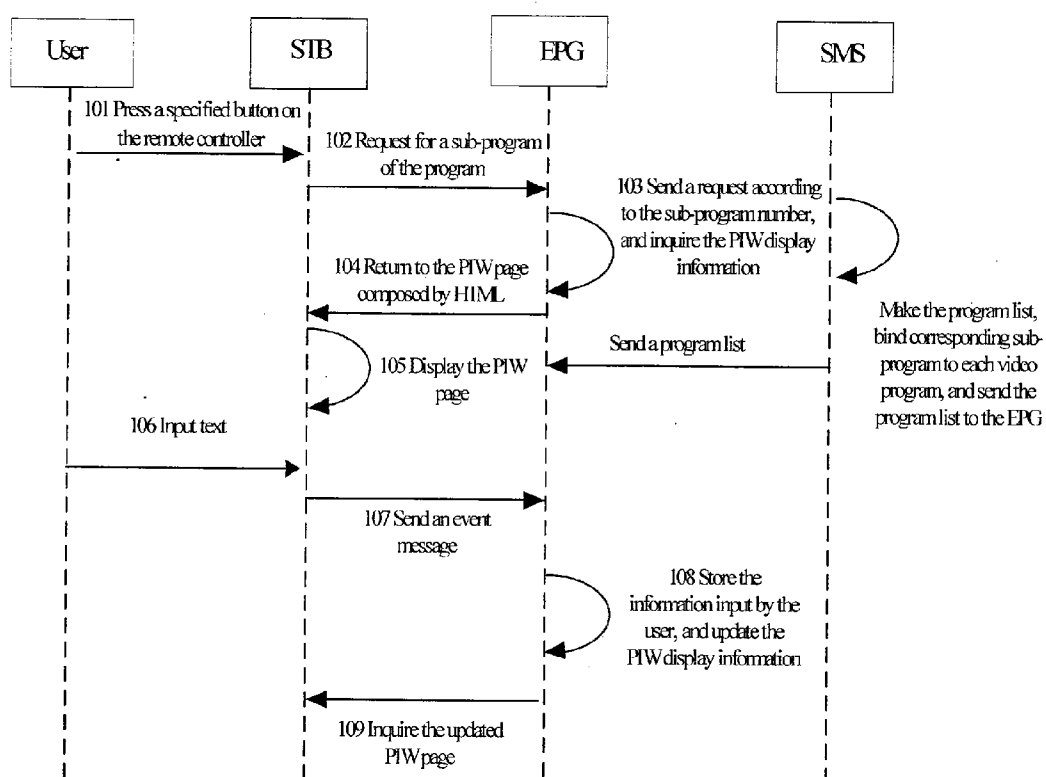 User
STB
EPG
SMS
101 Press a specified button on
the remote controller
102 Request for a sub-program
of the program
103 Send a request according
to the sub-program number,
and inquire the PIW display
information
104 Return to the PIW page
composed by HTML
Make the program list,
bind corresponding sub-
program to each video
program, and send the
program list to the EPG
Send a program list
105 Display the PIW
page
106 Input text
107 Send an event
message
108 Store the
information input by the
user, and update the
PIW display information
109 Inquire the updated
PIW page